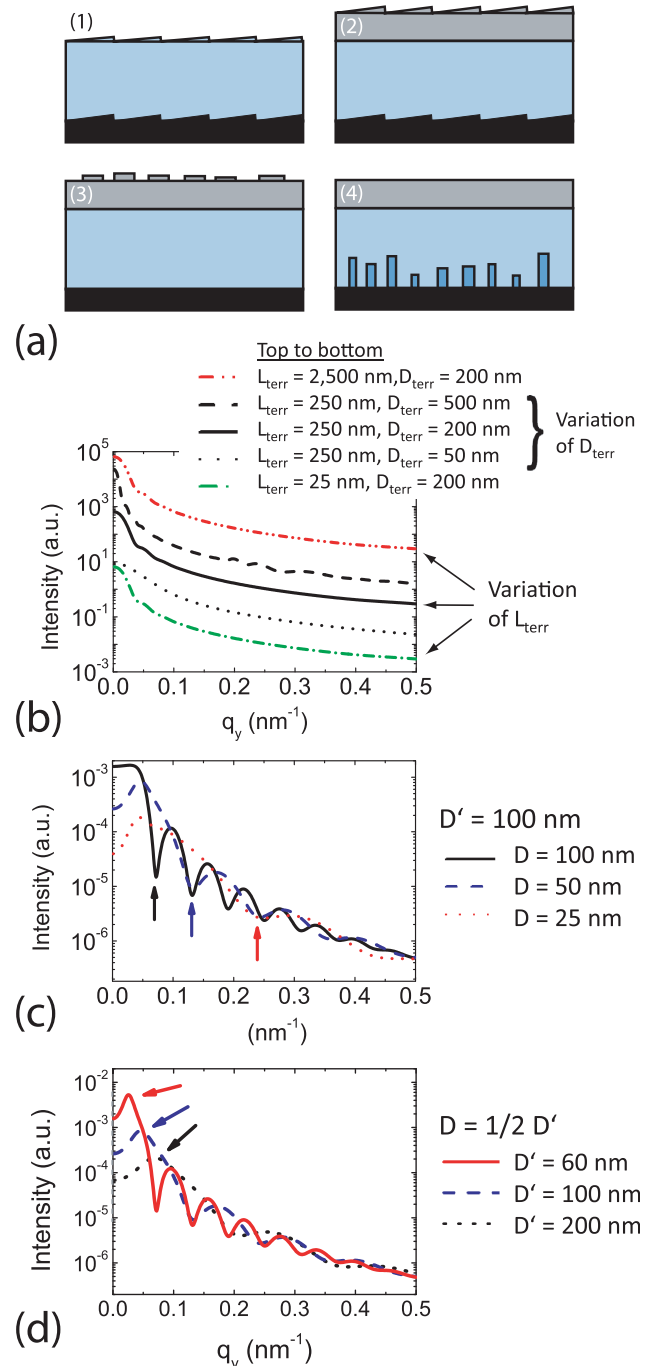 (1)
(2)
(3)
(4)
(a)
Top to bottom
L_terr = 2,500 nm,D_terr = 200 nm
L_terr = 250 nm, D_terr = 500 nm
L_terr = 250 nm, D_terr = 200 nm
L_terr = 250 nm, D_terr = 50 nm
L_terr = 25 nm, D_terr = 200 nm
Variation
of D_terr
Intensity (a.u.)
10^5
10^3
10^1
10^-1
10^-3
0.0 0.1 0.2 0.3 0.4 0.5
q_y (nm^-1)
Variation
of L_terr
(b)
Intensity (a.u.)
10^-3
10^-4
10^-5
10^-6
0.0 0.1 0.2 0.3 0.4 0.5
(nm^-1)
D' = 100 nm
D = 100 nm
D = 50 nm
D = 25 nm
(c)
Intensity (a.u.)
10^-2
10^-3
10^-4
10^-5
10^-6
0.0 0.1 0.2 0.3 0.4 0.5
q_y (nm^-1)
D = 1/2 D'
D' = 60 nm
D' = 100 nm
D' = 200 nm
(d)